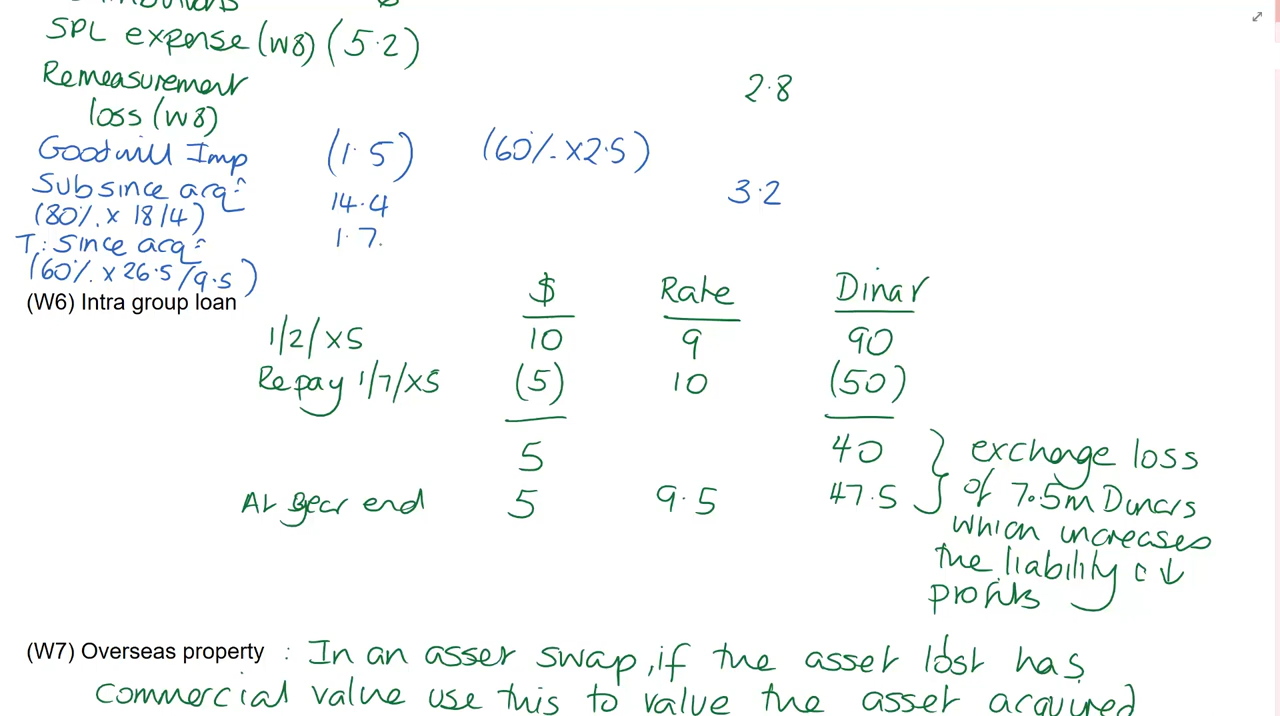 SPL expense (W8) (5.2)
Remeasurement
loss (W8) 2.8
Goodwill Imp (1.5) (60% x 2.5)
Sub since acqⁿ 3.2
(80% x 18/4) 14.4
T: Since acqⁿ 1.7
(60% x 26.5/9.5)
(W6) Intra group loan
$ Rate Dinar
1/2/X5 10 9 90
Repay 1/7/X5 (5) 10 (50)
5 40
At year end 5 9.5 47.5
} exchange loss
of 7.5m Dinars
which increases
the liability & ↓
profits
(W7) Overseas property : In an asset swap, if the asset lost has
commercial value use this to value the asset acquired